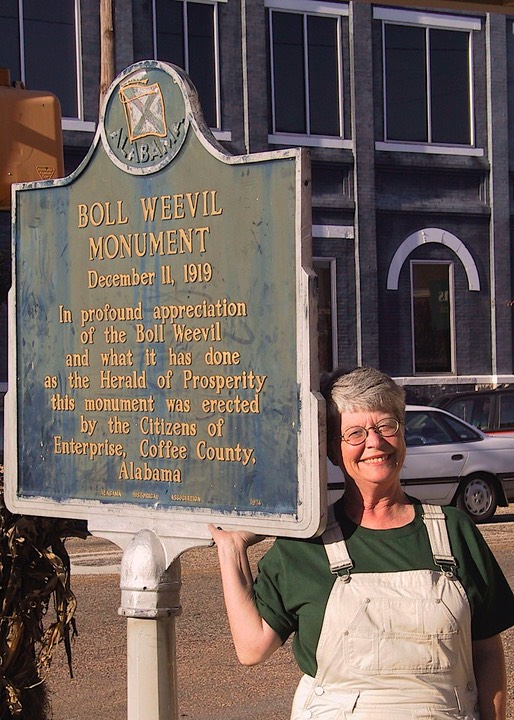 ALABAMA
BOLL WEEVIL
MONUMENT
December 11, 1919
In profound appreciation
of the Boll Weevil
and what it has done
as the Herald of Prosperity
this monument was erected
by the Citizens of
Enterprise, Coffee County,
Alabama
ALABAMA HISTORICAL ASSOCIATION